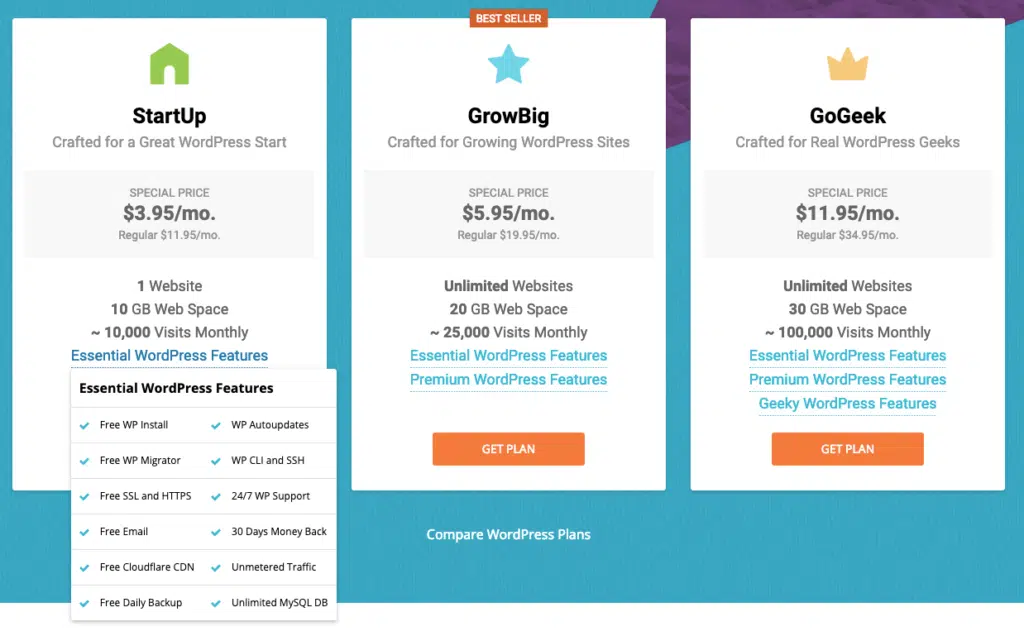 BEST SELLER
StartUp
Crafted for a Great WordPress Start
SPECIAL PRICE
$3.95/mo.
Regular $11.95/mo.
1 Website
10 GB Web Space
~ 10,000 Visits Monthly
Essential WordPress Features
Essential WordPress Features
Free WP Install
WP Autoupdates
Free WP Migrator
WP CLI and SSH
Free SSL and HTTPS
24/7 WP Support
Free Email
30 Days Money Back
Free Cloudflare CDN
Unmetered Traffic
Free Daily Backup
Unlimited MySQL DB
GrowBig
Crafted for Growing WordPress Sites
SPECIAL PRICE
$5.95/mo.
Regular $19.95/mo.
Unlimited Websites
20 GB Web Space
~ 25,000 Visits Monthly
Essential WordPress Features
Premium WordPress Features
GET PLAN
GoGeek
Crafted for Real WordPress Geeks
SPECIAL PRICE
$11.95/mo.
Regular $34.95/mo.
Unlimited Websites
30 GB Web Space
~ 100,000 Visits Monthly
Essential WordPress Features
Premium WordPress Features
Geeky WordPress Features
GET PLAN
Compare WordPress Plans